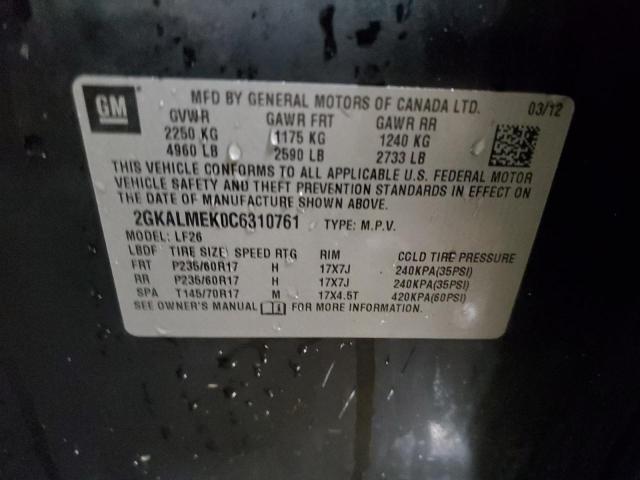 GM
MFD BY GENERAL MOTORS OF CANADA LTD. 03/12
GVWR GAWR FRT GAWR RR
2250 KG 1175 KG 1240 KG
4960 LB 2590 LB 2733 LB
THIS VEHICLE CONFORMS TO ALL APPLICABLE U.S. FEDERAL MOTOR
VEHICLE SAFETY AND THEFT PREVENTION STANDARDS IN EFFECT ON
THE DATE OF MANUFACTURE SHOWN ABOVE.
2GKALMEK0C6310761 TYPE: M.P.V.
MODEL: LF26
LBDF TIRE SIZE SPEED RTG RIM COLD TIRE PRESSURE
FRT P235/60R17 H 17X7J 240KPA(35PSI)
RR P235/60R17 H 17X7J 240KPA(35PSI)
SPA T145/70R17 M 17X4.5T 420KPA(60PSI)
SEE OWNER'S MANUAL FOR MORE INFORMATION.